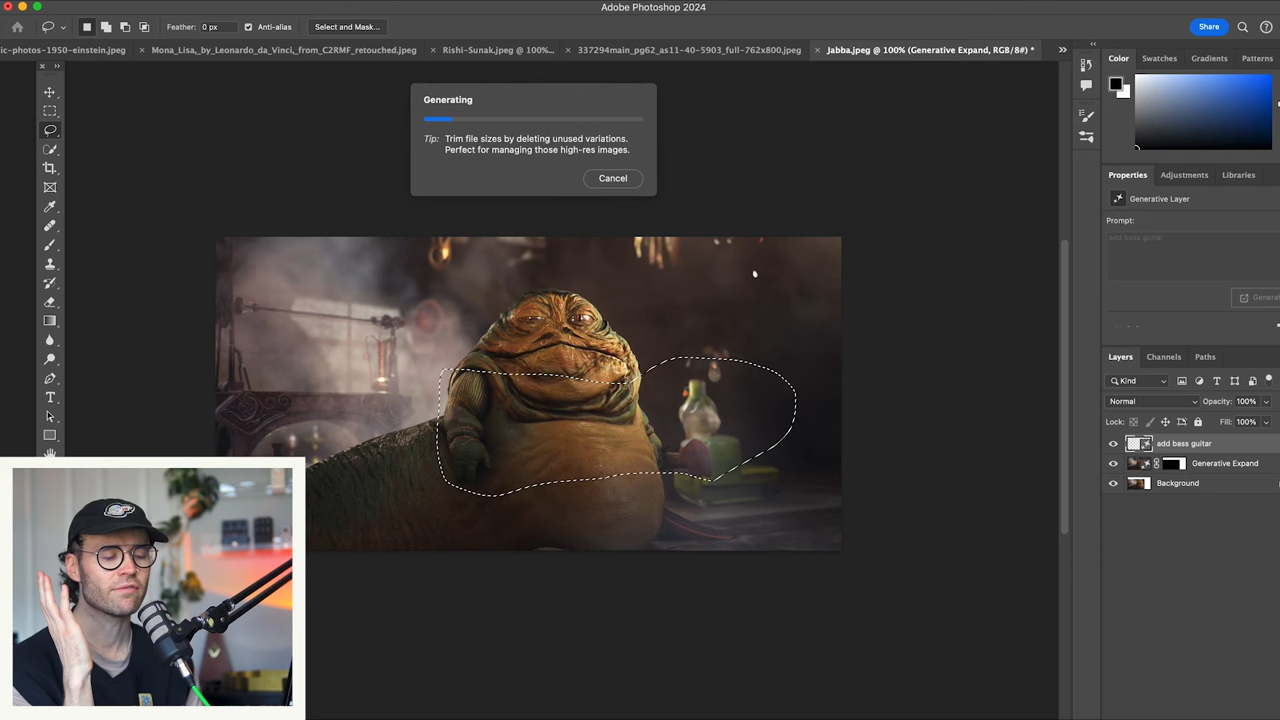 Adobe Photoshop 2024
Feather: 0 px
Anti-alias
Select and Mask...
Share
ic-photos-1950-einstein.jpeg
Mona_Lisa,_by_Leonardo_da_Vinci,_from_C2RMF_retouched.jpeg
Rishi-Sunak.jpeg @ 100%...
337294main_pg62_as11-40-5903_full-762x800.jpeg
Jabba.jpeg @ 100% (Generative Expand, RGB/8#) *
Color
Swatches
Gradients
Patterns
Generating
Tip: Trim file sizes by deleting unused variations.
Perfect for managing those high-res images.
Cancel
Properties
Adjustments
Libraries
Generative Layer
Prompt:
add bass guitar
Genera
Layers
Channels
Paths
Kind
Normal
Opacity: 100%
Lock:
Fill: 100%
add bass guitar
Generative Expand
Background